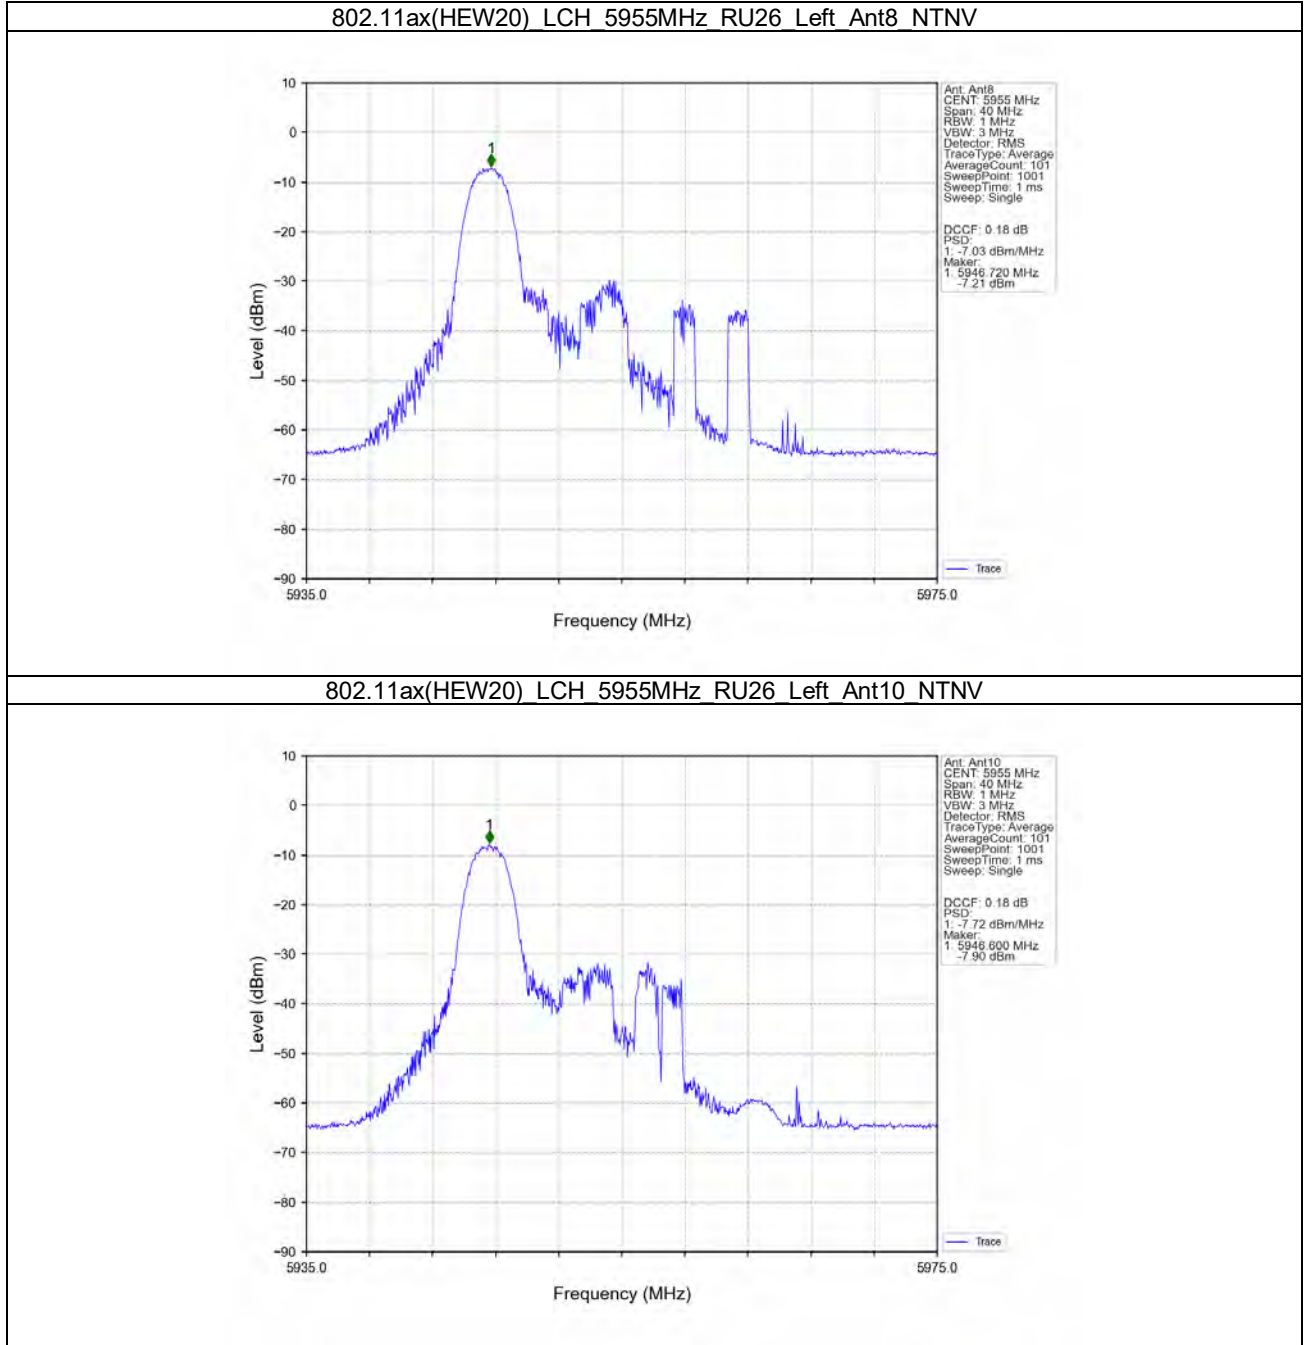 802.11ax(HEW20)_LCH_5955MHz_RU26_Left_Ant8_NTNV
10
0
−10
−20
−30
−40
−50
−60
−70
−80
−90
Level (dBm)
1
5935.0
5975.0
Frequency (MHz)
Ant: Ant8
CENT: 5955 MHz
Span: 40 MHz
RBW: 1 MHz
VBW: 3 MHz
Detector: RMS
TraceType: Average
AverageCount: 101
SweepPoint: 1001
SweepTime: 1 ms
Sweep: Single
DCCF: 0.18 dB
PSD:
1: -7.03 dBm/MHz
Maker:
1: 5946.720 MHz
-7.21 dBm
Trace
802.11ax(HEW20)_LCH_5955MHz_RU26_Left_Ant10_NTNV
10
0
−10
−20
−30
−40
−50
−60
−70
−80
−90
Level (dBm)
1
5935.0
5975.0
Frequency (MHz)
Ant: Ant10
CENT: 5955 MHz
Span: 40 MHz
RBW: 1 MHz
VBW: 3 MHz
Detector: RMS
TraceType: Average
AverageCount: 101
SweepPoint: 1001
SweepTime: 1 ms
Sweep: Single
DCCF: 0.18 dB
PSD:
1: -7.72 dBm/MHz
Maker:
1: 5946.600 MHz
-7.90 dBm
Trace